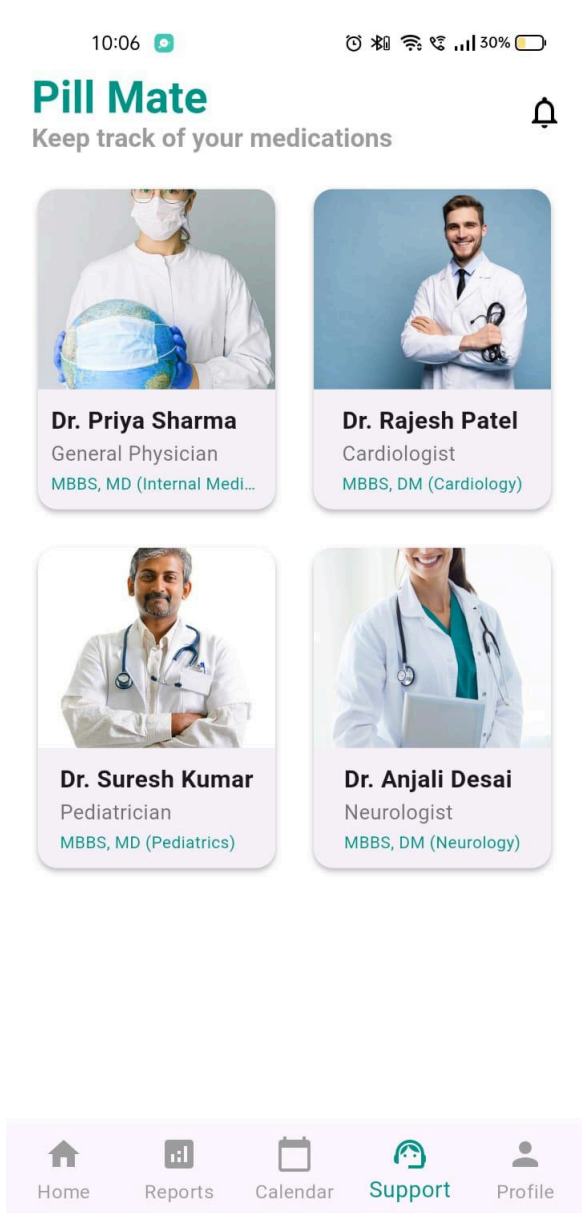 10:06
30%
Pill Mate
Keep track of your medications
Dr. Priya Sharma
General Physician
MBBS, MD (Internal Medi...
Dr. Rajesh Patel
Cardiologist
MBBS, DM (Cardiology)
Dr. Suresh Kumar
Pediatrician
MBBS, MD (Pediatrics)
Dr. Anjali Desai
Neurologist
MBBS, DM (Neurology)
Home
Reports
Calendar
Support
Profile